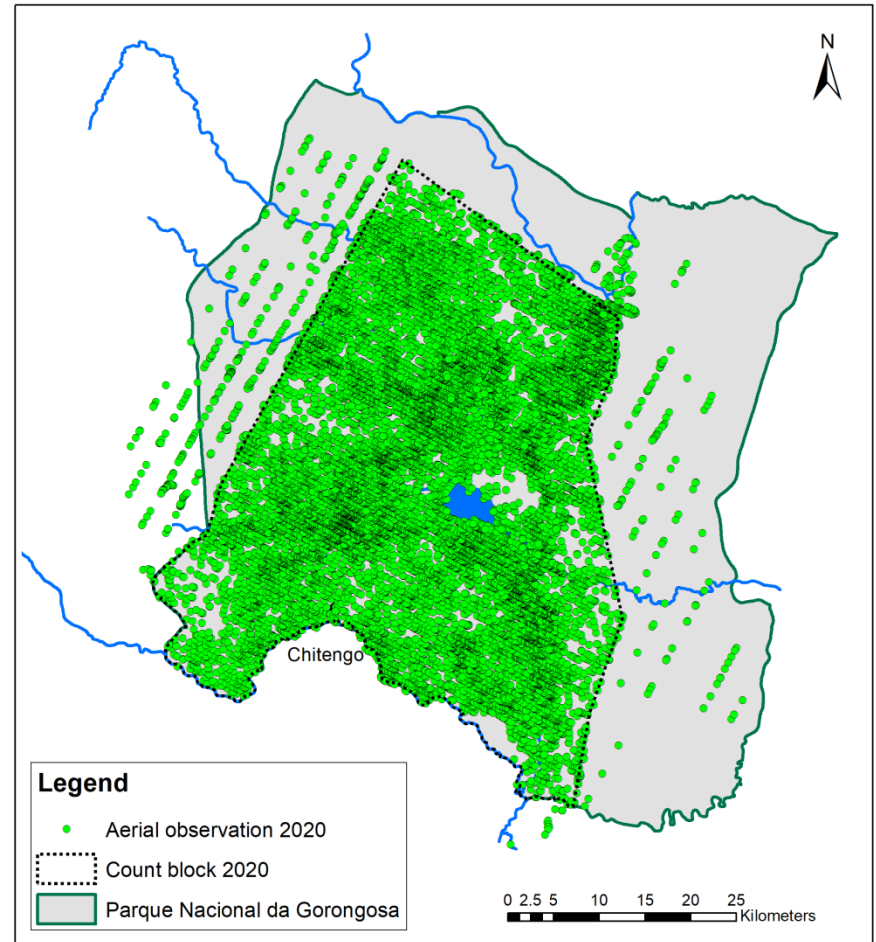 N
Chitengo
Legend
Aerial observation 2020
Count block 2020
Parque Nacional da Gorongosa
0 2.5 5 10 15 20 25
Kilometers